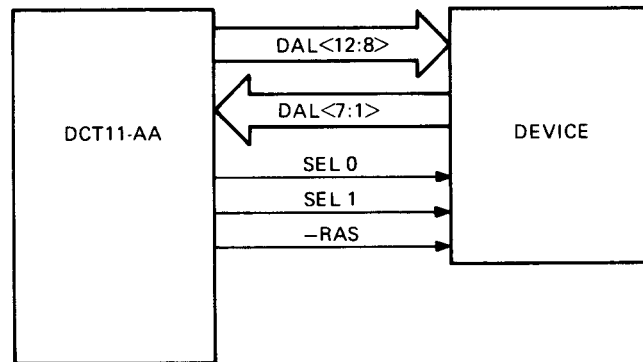 DAL<12:8>
DAL<7:1>
DCT11-AA
DEVICE
SEL 0
SEL 1
–RAS